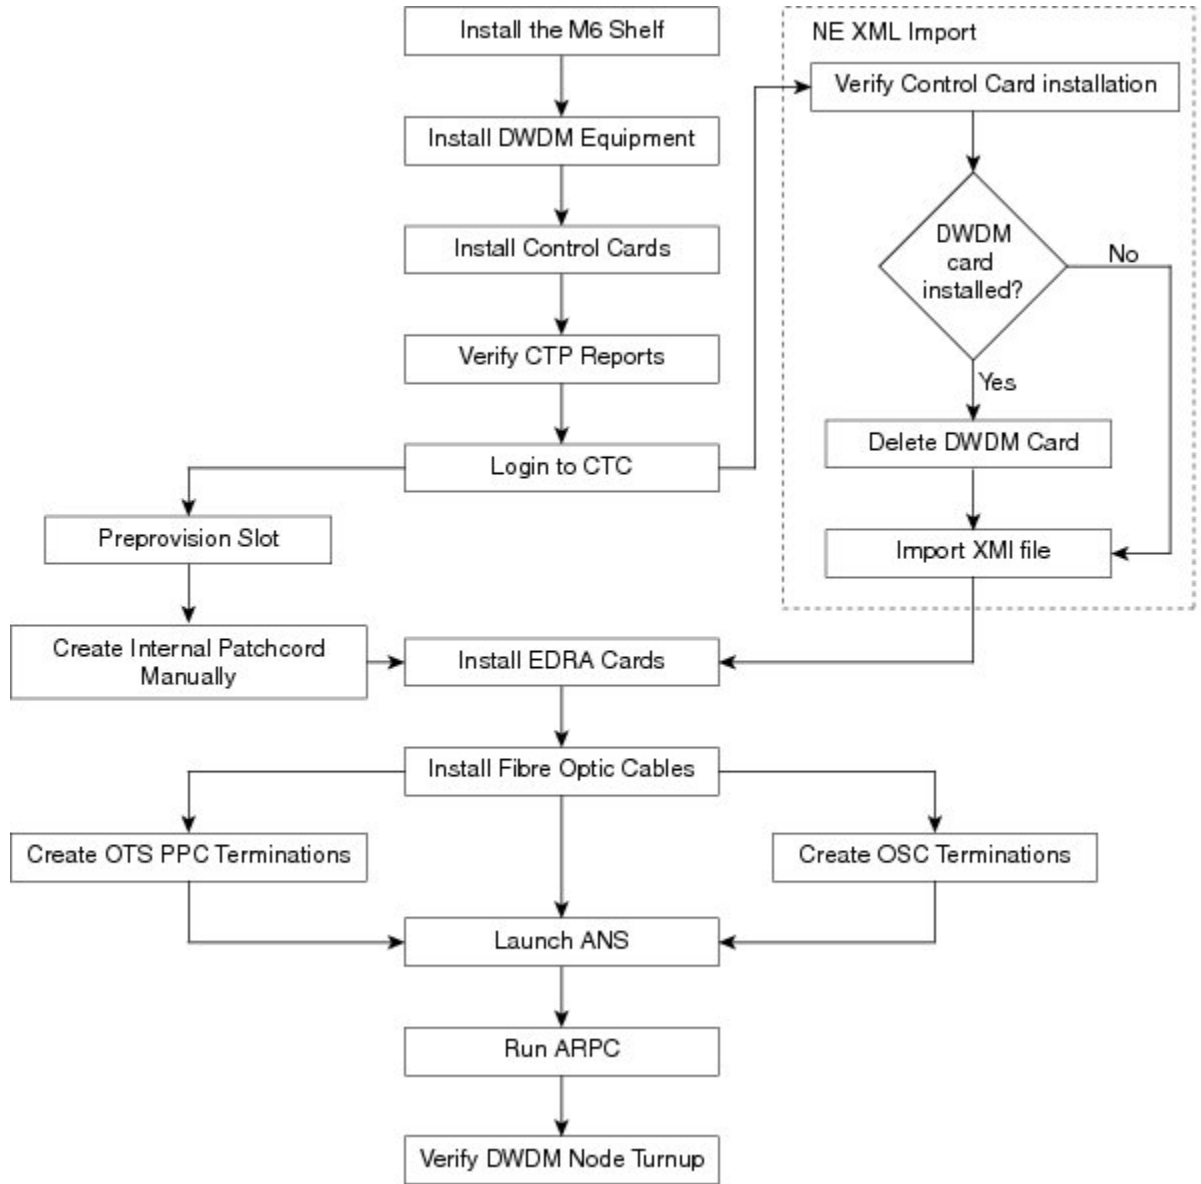 Install the M6 Shelf
NE XML Import
Verify Control Card installation
Install DWDM Equipment
Install Control Cards
DWDM
card
installed?
No
Verify CTP Reports
Yes
Login to CTC
Delete DWDM Card
Preprovision Slot
Import XMI file
Create Internal Patchcord
Manually
Install EDRA Cards
Install Fibre Optic Cables
Create OTS PPC Terminations
Create OSC Terminations
Launch ANS
Run ARPC
Verify DWDM Node Turnup